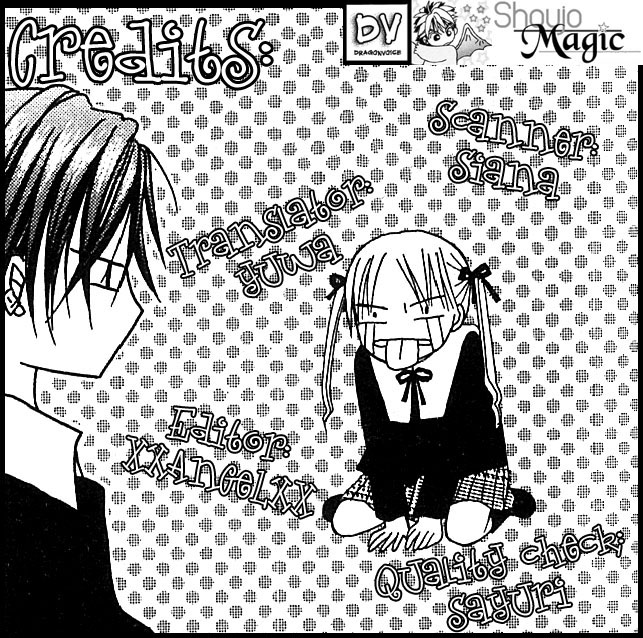 Credits:
DV
DRAGONVOICE
Shoujo
Magic
Scanner:
Siana
Translator:
yuwa
Editor:
XXANGELXX
Quality check:
Sayuri